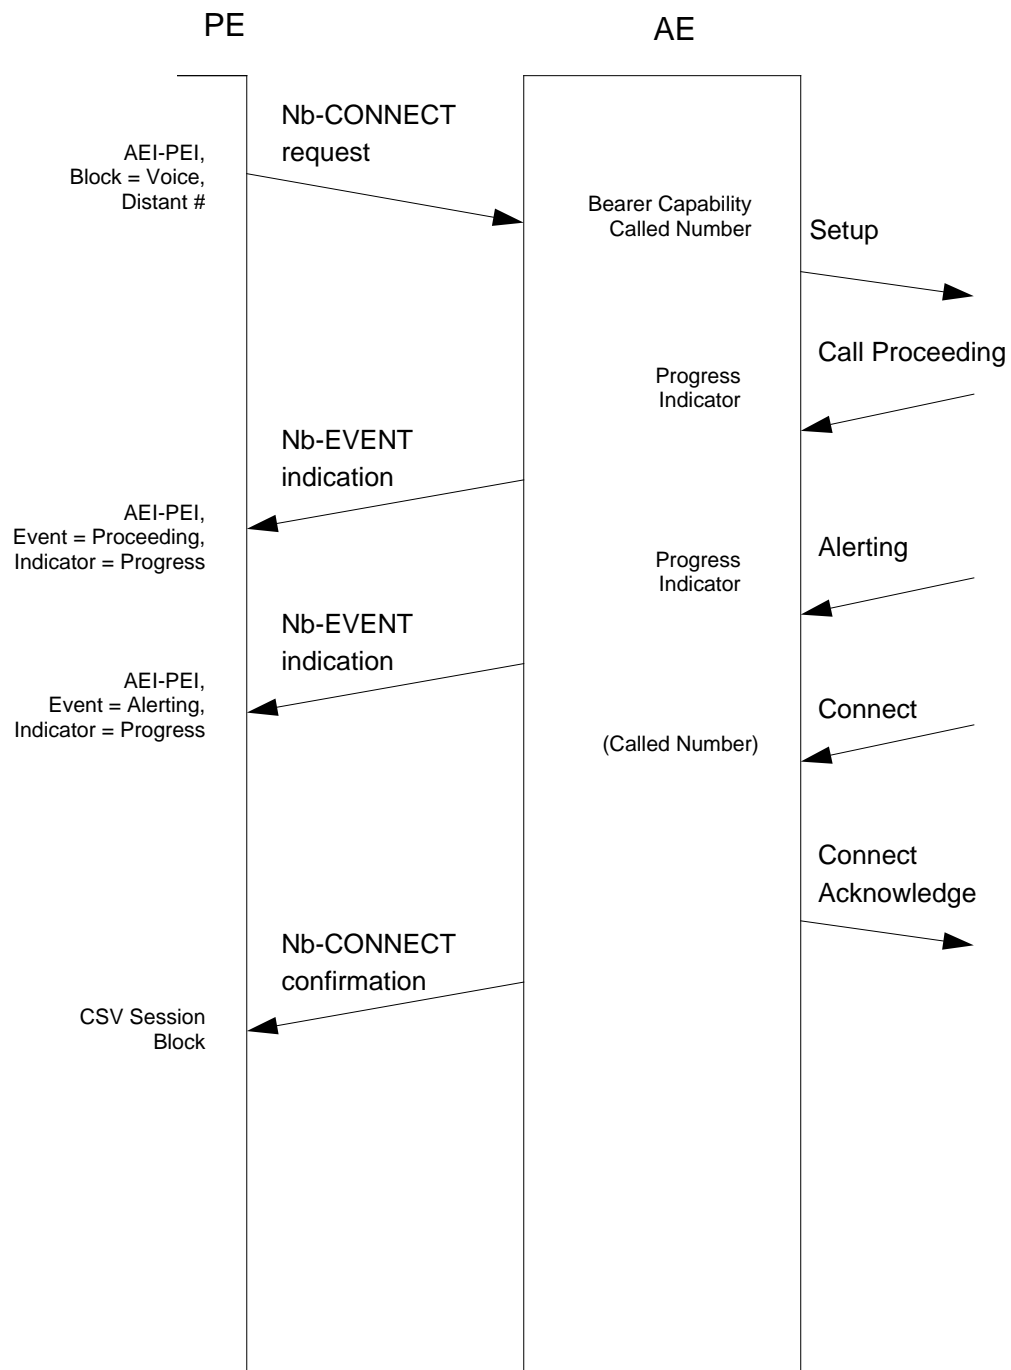 PE
AE
Nb-CONNECT
request
AEI-PEI,
Block = Voice,
Distant #
Bearer Capability
Called Number
Setup
Call Proceeding
Progress
Indicator
Nb-EVENT
indication
AEI-PEI,
Event = Proceeding,
Indicator = Progress
Alerting
Progress
Indicator
Nb-EVENT
indication
AEI-PEI,
Event = Alerting,
Indicator = Progress
Connect
(Called Number)
Connect
Acknowledge
Nb-CONNECT
confirmation
CSV Session
Block